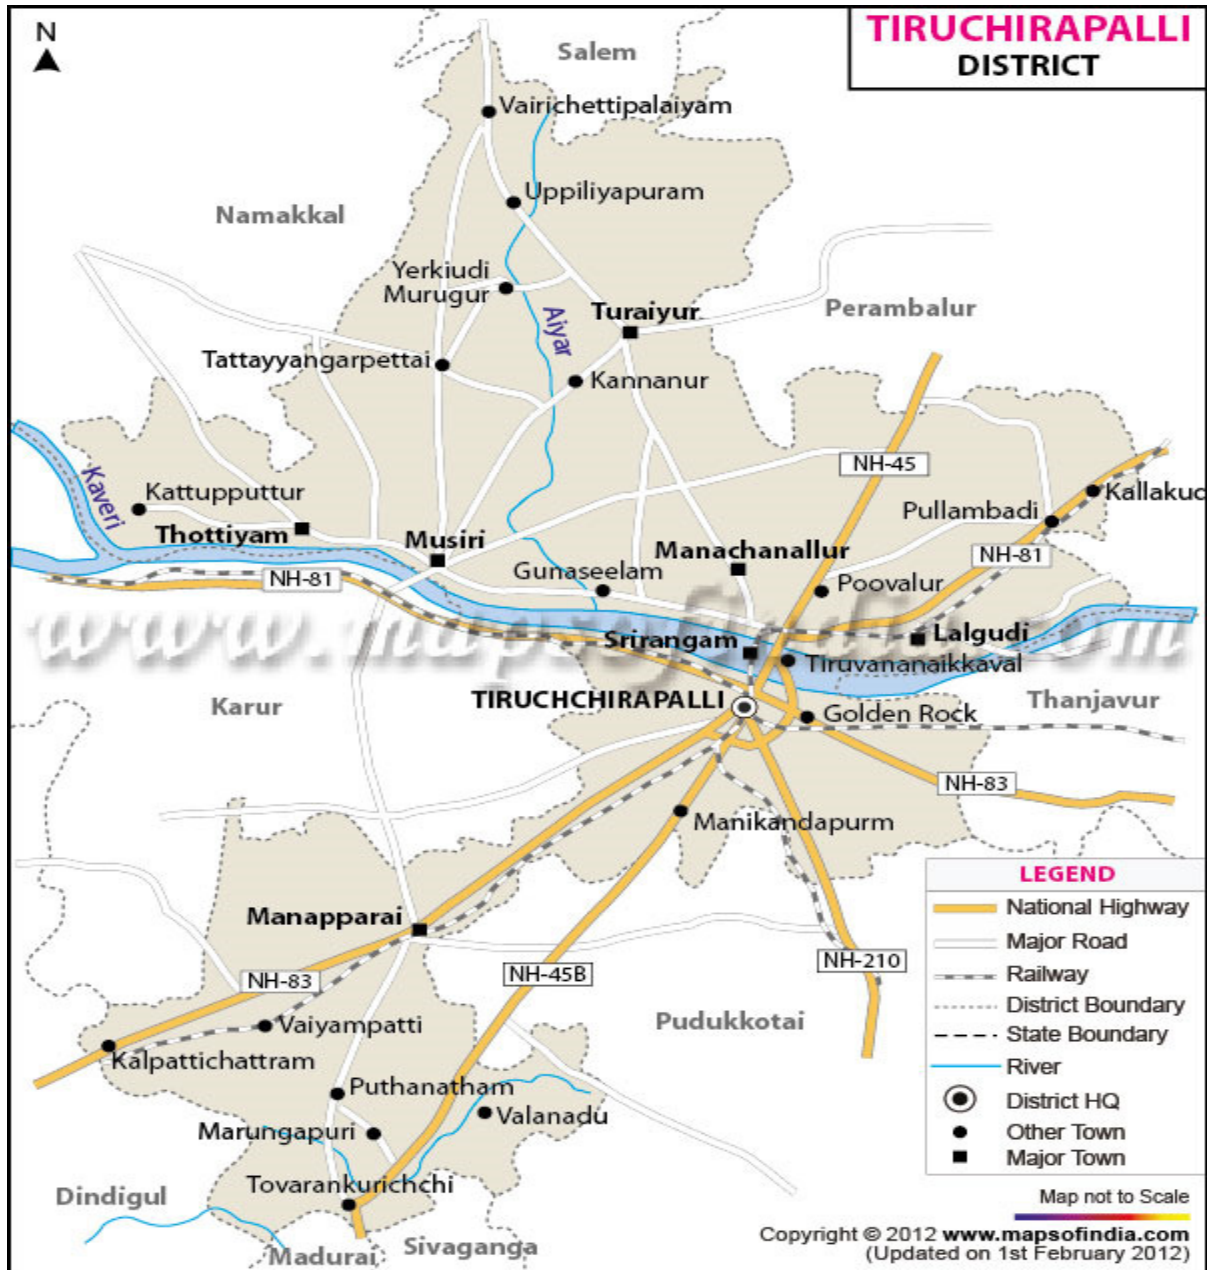 TIRUCHIRAPALLI
DISTRICT
N
Salem
Vairichettipalaiyam
Uppiliyapuram
Namakkal
Yerkiudi
Murugur
Perambalur
Turaiyur
Aiyar
Tattayyangarpettai
Kannanur
NH-45
Kaveri
Kattupputtur
Kallakud
Pullambadi
Thottiyam
Musiri
Manachanallur
NH-81
Gunaseelam
NH-81
Poovalur
www.mapsofindia.com
Srirangam
Lalgudi
Tiruvananaikkaval
TIRUCHCHIRAPALLI
Karur
Thanjavur
Golden Rock
NH-83
Manikandapurm
Manapparai
NH-83
NH-45B
NH-210
Vaiyampatti
Pudukkotai
Kalpattichattram
Puthanatham
Valanadu
Marungapuri
Tovarankurichchi
Dindigul
Madurai
Sivaganga
LEGEND
National Highway
Major Road
Railway
District Boundary
State Boundary
River
District HQ
Other Town
Major Town
Map not to Scale
Copyright © 2012 www.mapsofindia.com
(Updated on 1st February 2012)